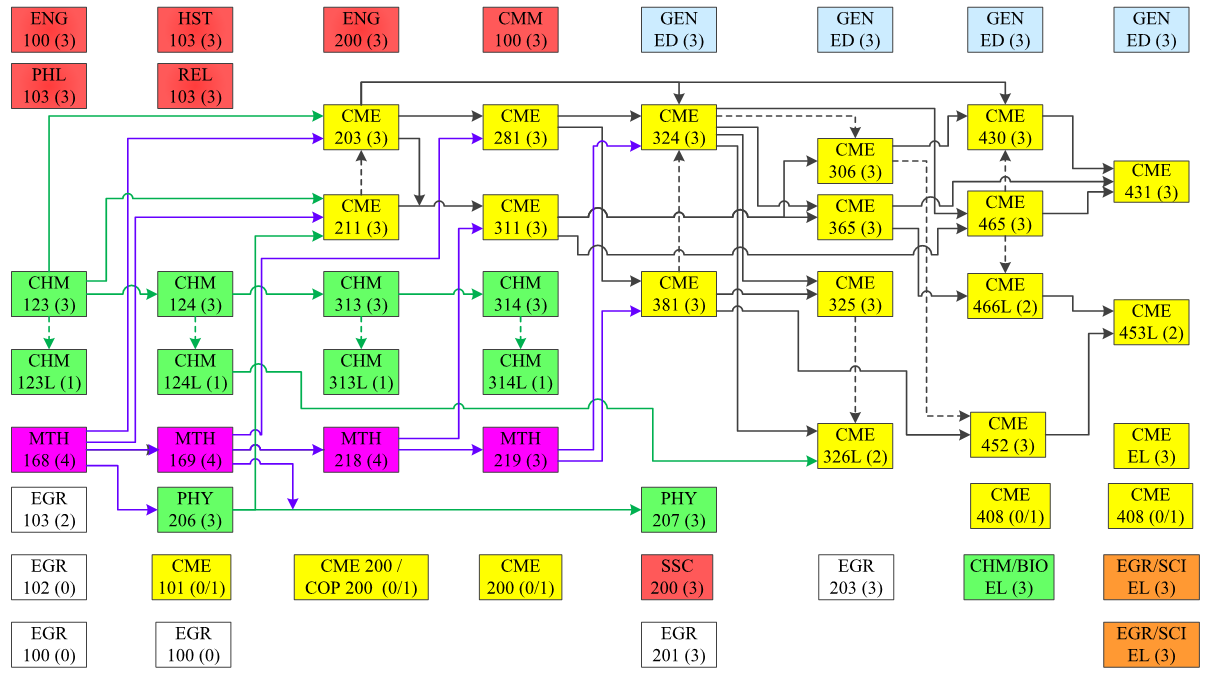 ENG
100 (3)
HST
103 (3)
ENG
200 (3)
CMM
100 (3)
GEN
ED (3)
GEN
ED (3)
GEN
ED (3)
GEN
ED (3)
PHL
103 (3)
REL
103 (3)
CME
203 (3)
CME
281 (3)
CME
324 (3)
CME
306 (3)
CME
430 (3)
CME
431 (3)
CME
211 (3)
CME
311 (3)
CME
365 (3)
CME
465 (3)
CHM
123 (3)
CHM
124 (3)
CHM
313 (3)
CHM
314 (3)
CME
381 (3)
CME
325 (3)
CME
466L (2)
CME
453L (2)
CHM
123L (1)
CHM
124L (1)
CHM
313L (1)
CHM
314L (1)
MTH
168 (4)
MTH
169 (4)
MTH
218 (4)
MTH
219 (3)
CME
326L (2)
CME
452 (3)
CME
EL (3)
EGR
103 (2)
PHY
206 (3)
PHY
207 (3)
CME
408 (0/1)
CME
408 (0/1)
EGR
102 (0)
CME
101 (0/1)
CME 200 /
COP 200 (0/1)
CME
200 (0/1)
SSC
200 (3)
EGR
203 (3)
CHM/BIO
EL (3)
EGR/SCI
EL (3)
EGR
100 (0)
EGR
100 (0)
EGR
201 (3)
EGR/SCI
EL (3)